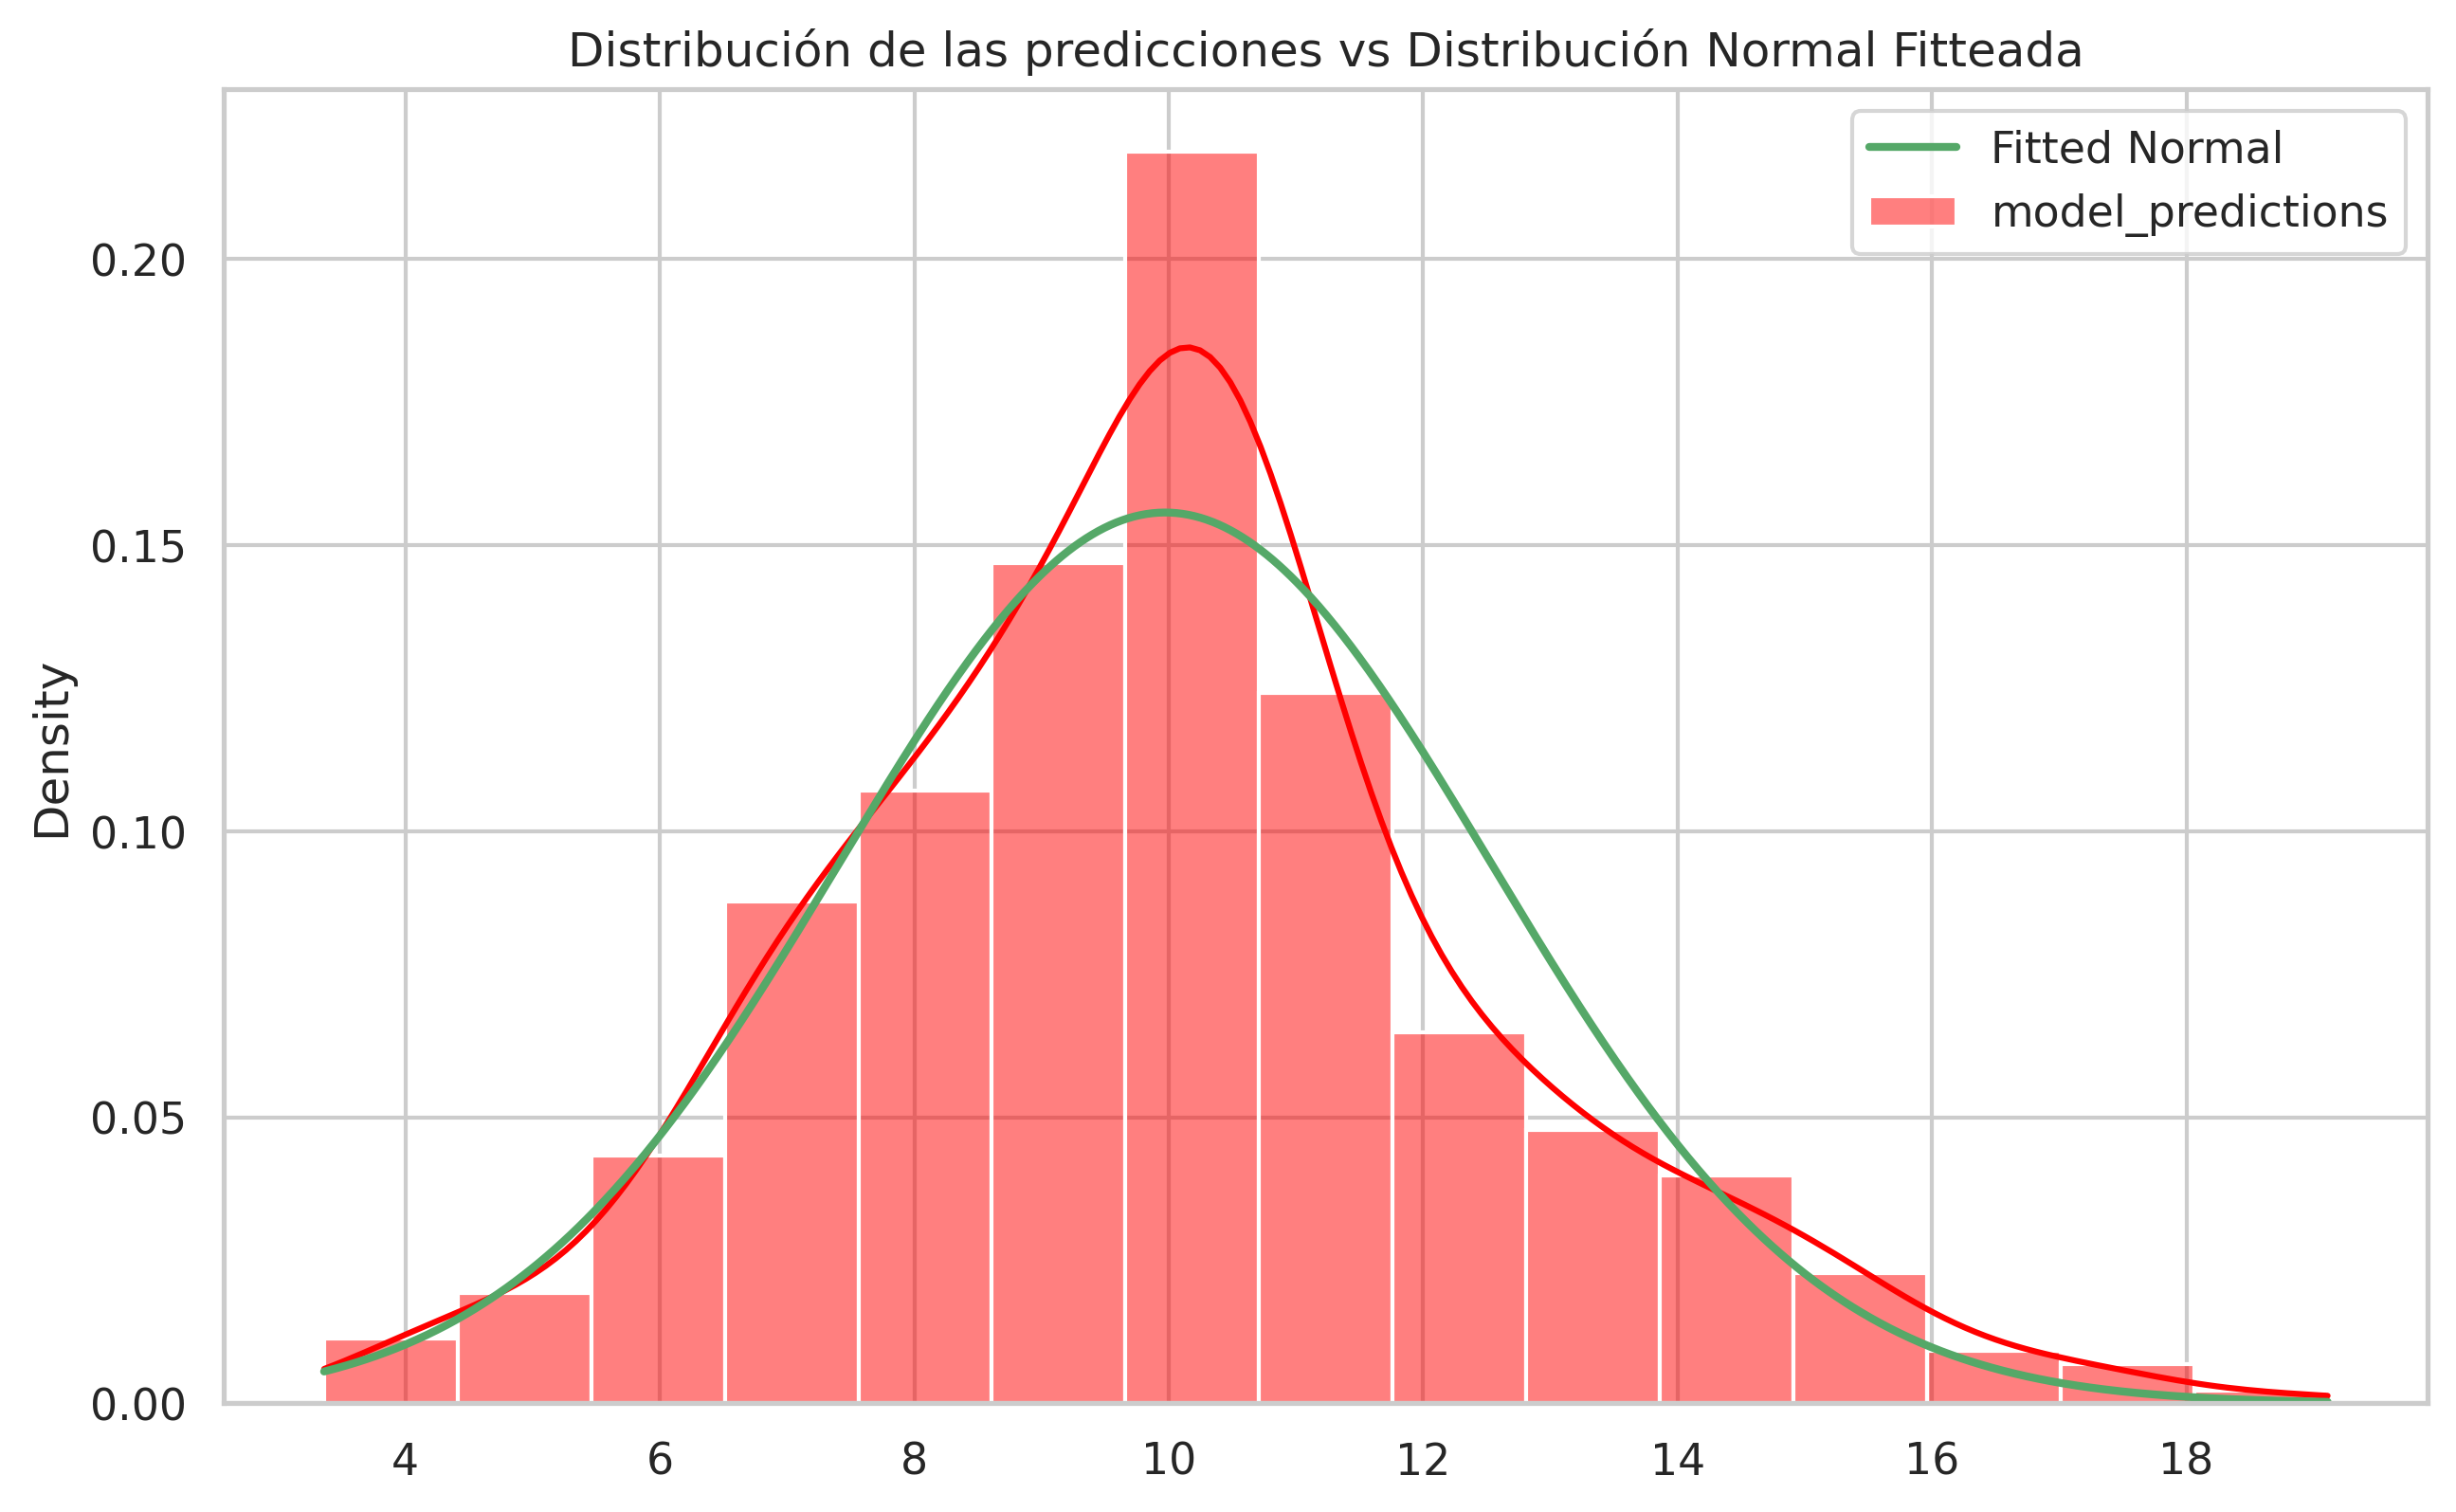 Distribución de las predicciones vs Distribución Normal Fitteada
Fitted Normal
model_predictions
Density
0.20
0.15
0.10
0.05
0.00
4 6 8 10 12 14 16 18